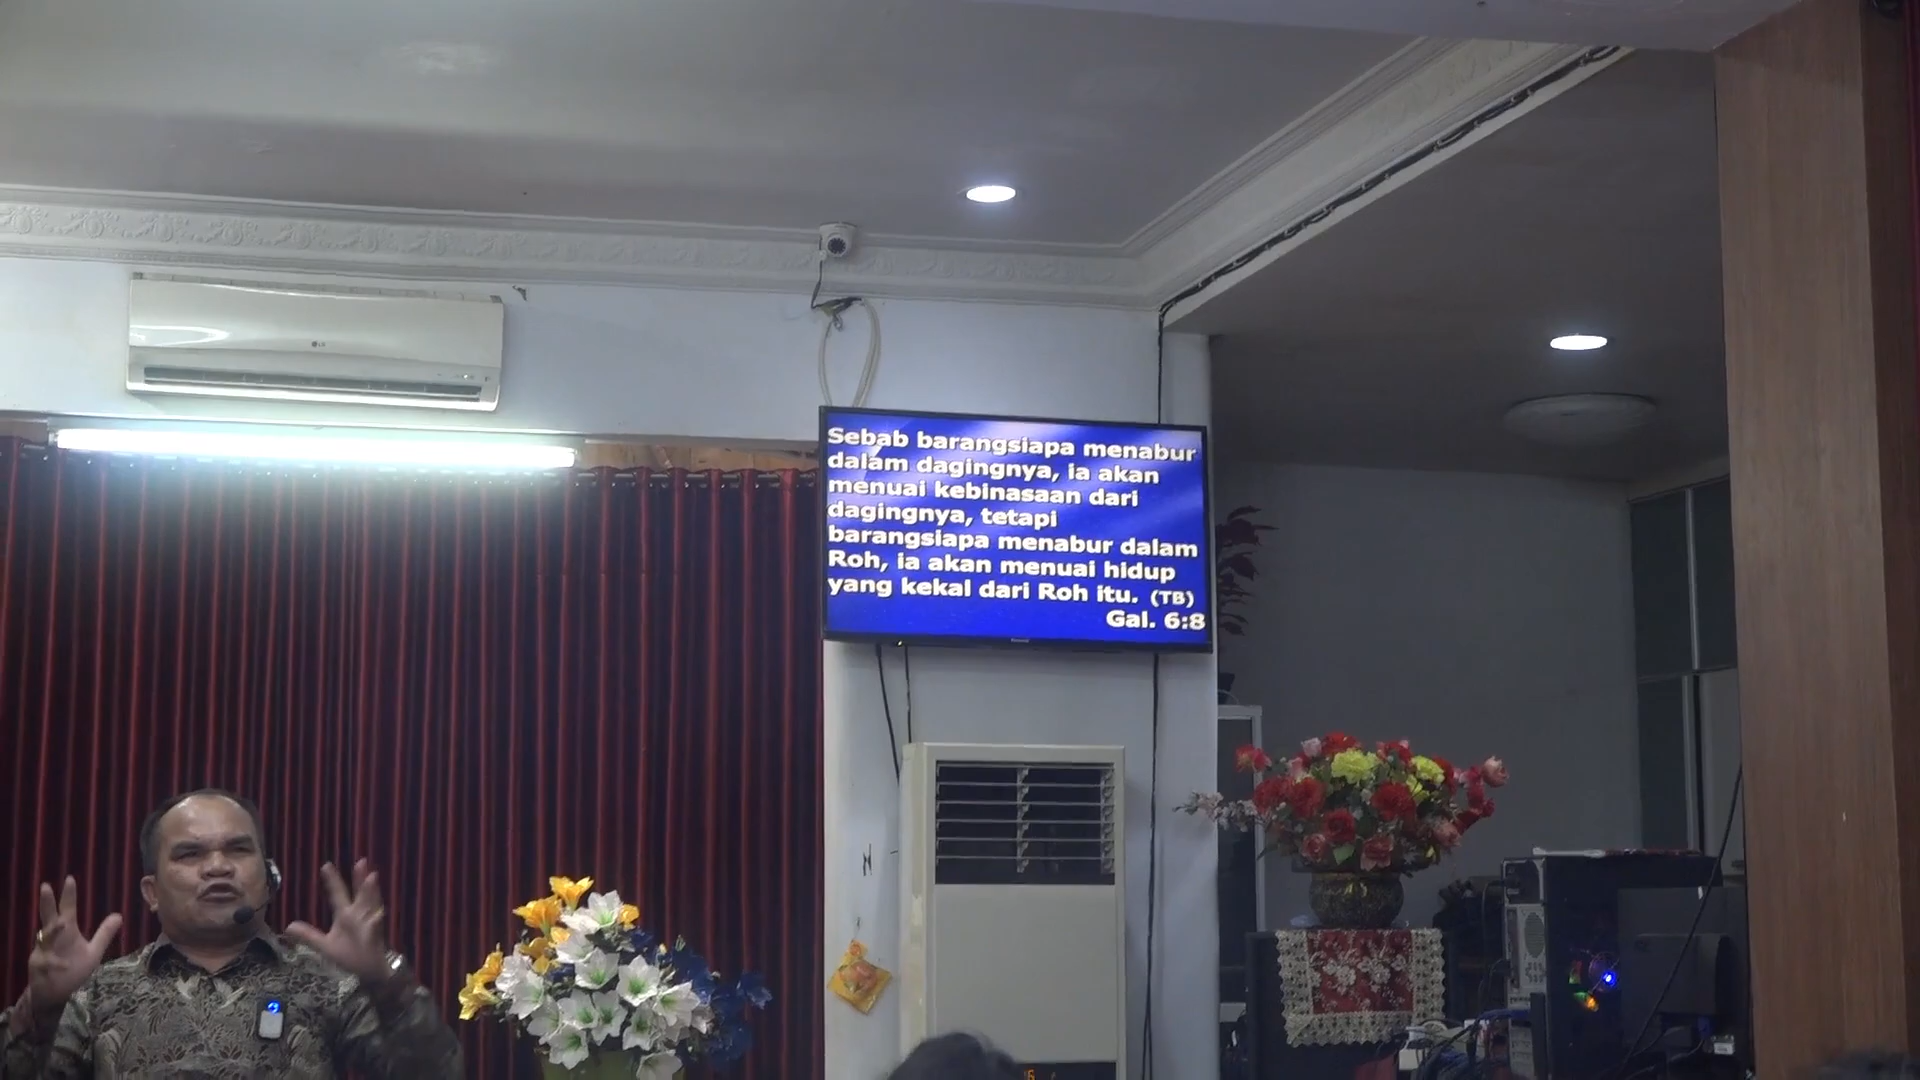 LG
Sebab barangsiapa menabur
dalam dagingnya, ia akan
menuai kebinasaan dari
dagingnya, tetapi
barangsiapa menabur dalam
Roh, ia akan menuai hidup
yang kekal dari Roh itu. (TB)
Gal. 6:8